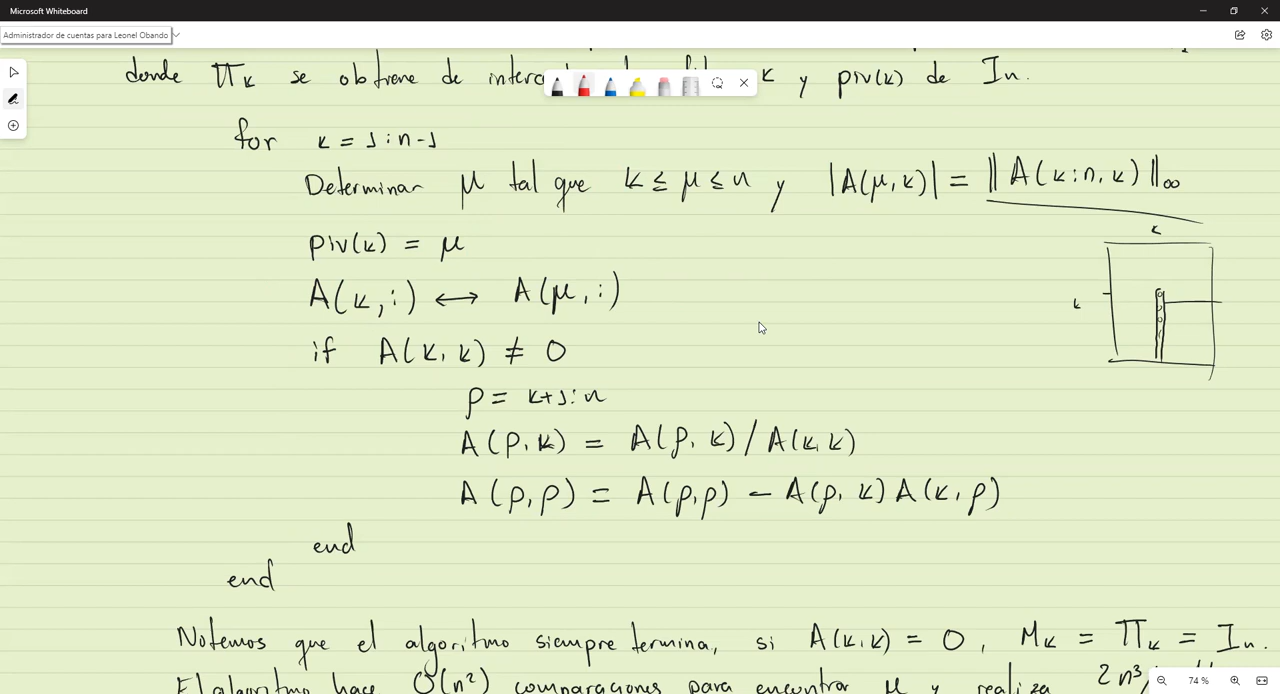 Microsoft Whiteboard
Administrador de cuentas para Leonel Obando
donde Π_k se obtiene de k y piv(k) de I_n.
for k = 1:n-1
Determinar μ tal que k ≤ μ ≤ n y |A(μ,k)| = ‖A(k:n,k)‖∞
piv(k) = μ
k
A(k,:) ↔ A(μ,:)
k
if A(k,k) ≠ 0
ρ = k+1:n
A(ρ,k) = A(ρ,k)/A(k,k)
A(ρ,ρ) = A(ρ,ρ) - A(ρ,k)A(k,ρ)
end
end
Notemos que el algoritmo siempre termina, si A(k,k) = 0, M_k = Π_k = I_n.
El algoritmo hace O(n²) comparaciones para encontrar μ y realiza 2n³/
74 %